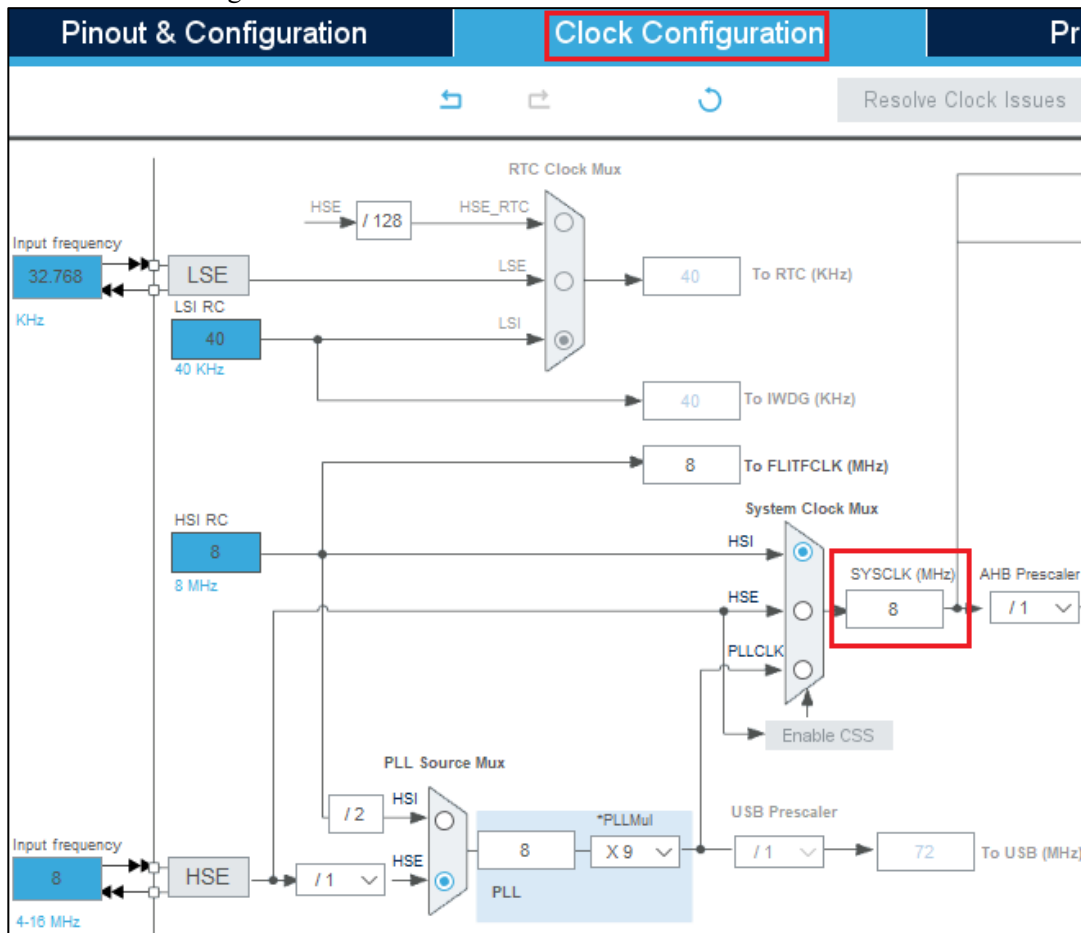 Pinout & Configuration
Clock Configuration
Pr
Resolve Clock Issues
RTC Clock Mux
HSE
/ 128
HSE_RTC
Input frequency
32.768
KHz
LSE
LSE
40
To RTC (KHz)
LSI RC
40
40 KHz
LSI
40
To IWDG (KHz)
8
To FLITFCLK (MHz)
System Clock Mux
HSI RC
8
8 MHz
HSI
SYSCLK (MHz)
AHB Prescaler
HSE
8
/ 1
PLLCLK
Enable CSS
PLL Source Mux
/ 2
HSI
*PLLMul
USB Prescaler
Input frequency
8
4-16 MHz
HSE
/ 1
HSE
8
X 9
PLL
/ 1
72
To USB (MHz)